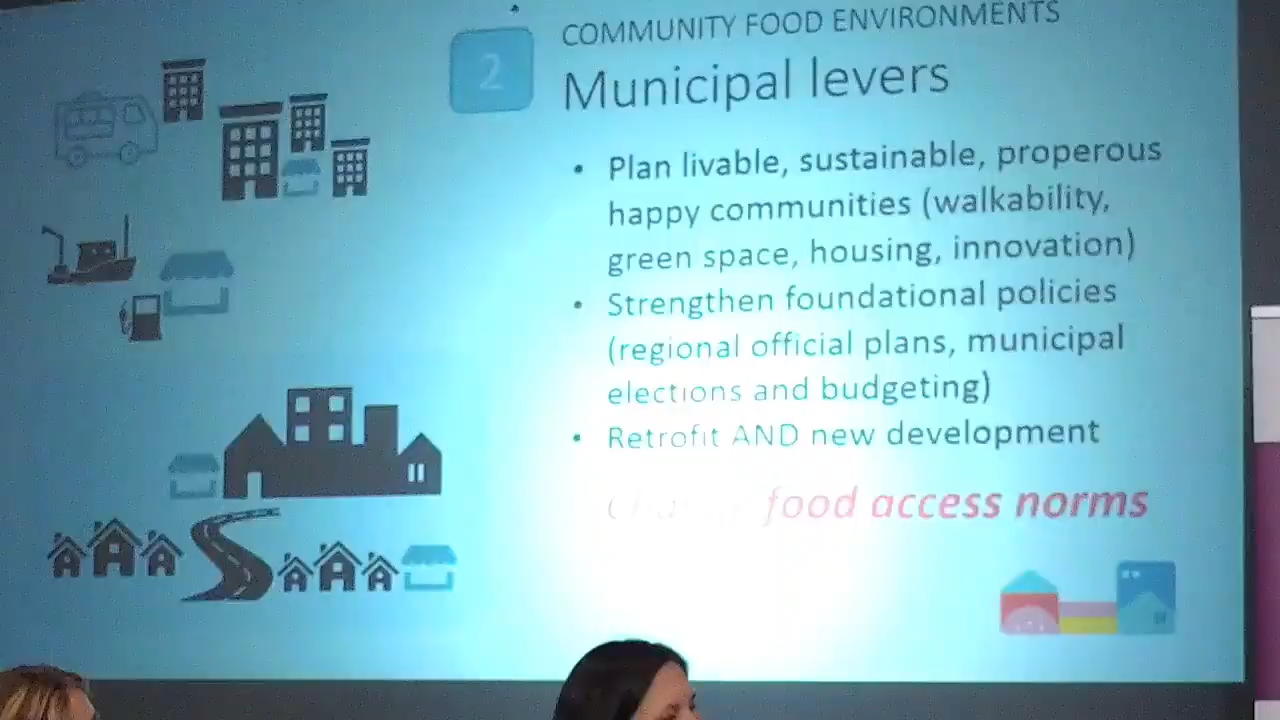 2
COMMUNITY FOOD ENVIRONMENTS
Municipal levers
• Plan livable, sustainable, properous
happy communities (walkability,
green space, housing, innovation)
• Strengthen foundational policies
(regional official plans, municipal
elections and budgeting)
• Retrofit AND new development
food access norms